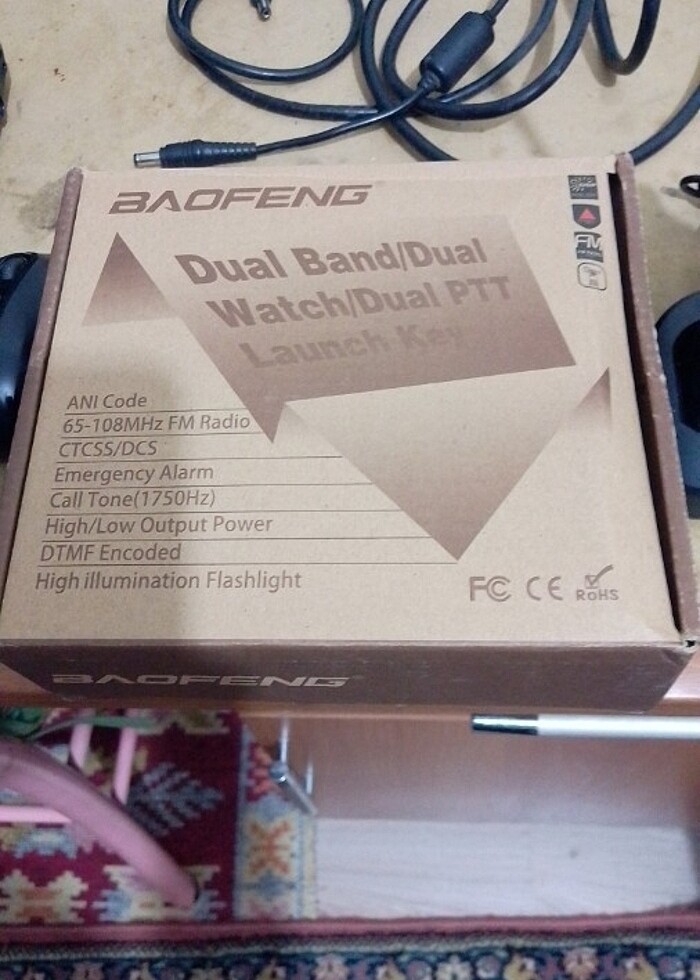 BAOFENG
FM
Dual Band/Dual
Watch/Dual PTT
Launch Key
ANI Code
65-108MHz FM Radio
CTCSS/DCS
Emergency Alarm
Call Tone(1750Hz)
High/Low Output Power
DTMF Encoded
High illumination Flashlight
FC CE RoHS
BAOFENG